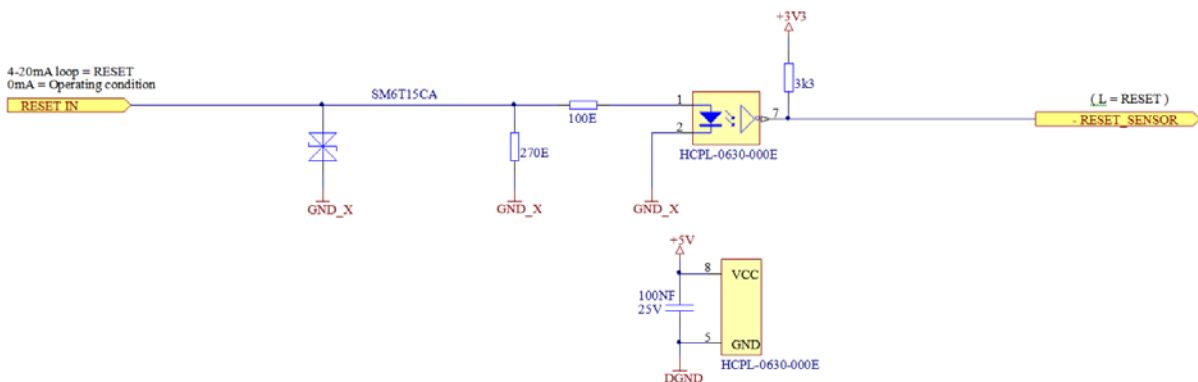 +3V3
4-20mA loop = RESET
0mA = Operating condition
3k3
SM6T15CA
( L = RESET )
RESET IN
1
100E
7
- RESET_SENSOR
2
270E
HCPL-0630-000E
GND_X
GND_X
GND_X
+5V
8
VCC
100NF
25V
5
GND
HCPL-0630-000E
DGND